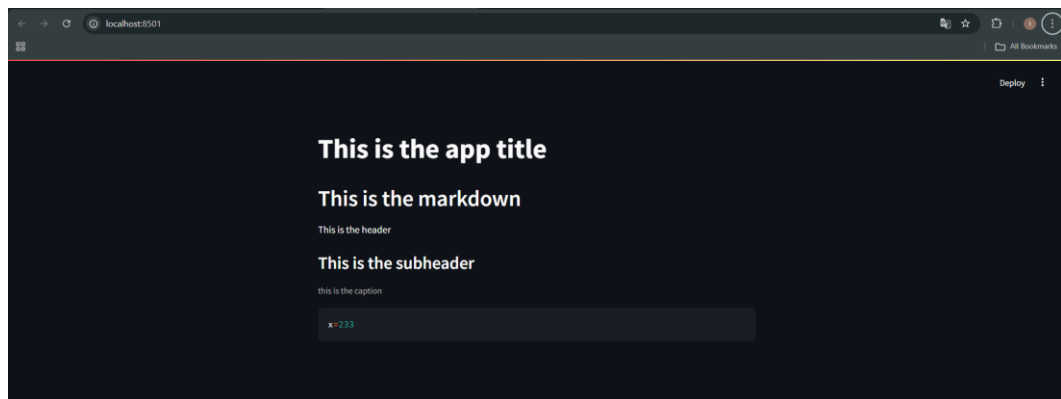 localhost:8501
All Bookmarks
Deploy
This is the app title
This is the markdown
This is the header
This is the subheader
this is the caption
x=233